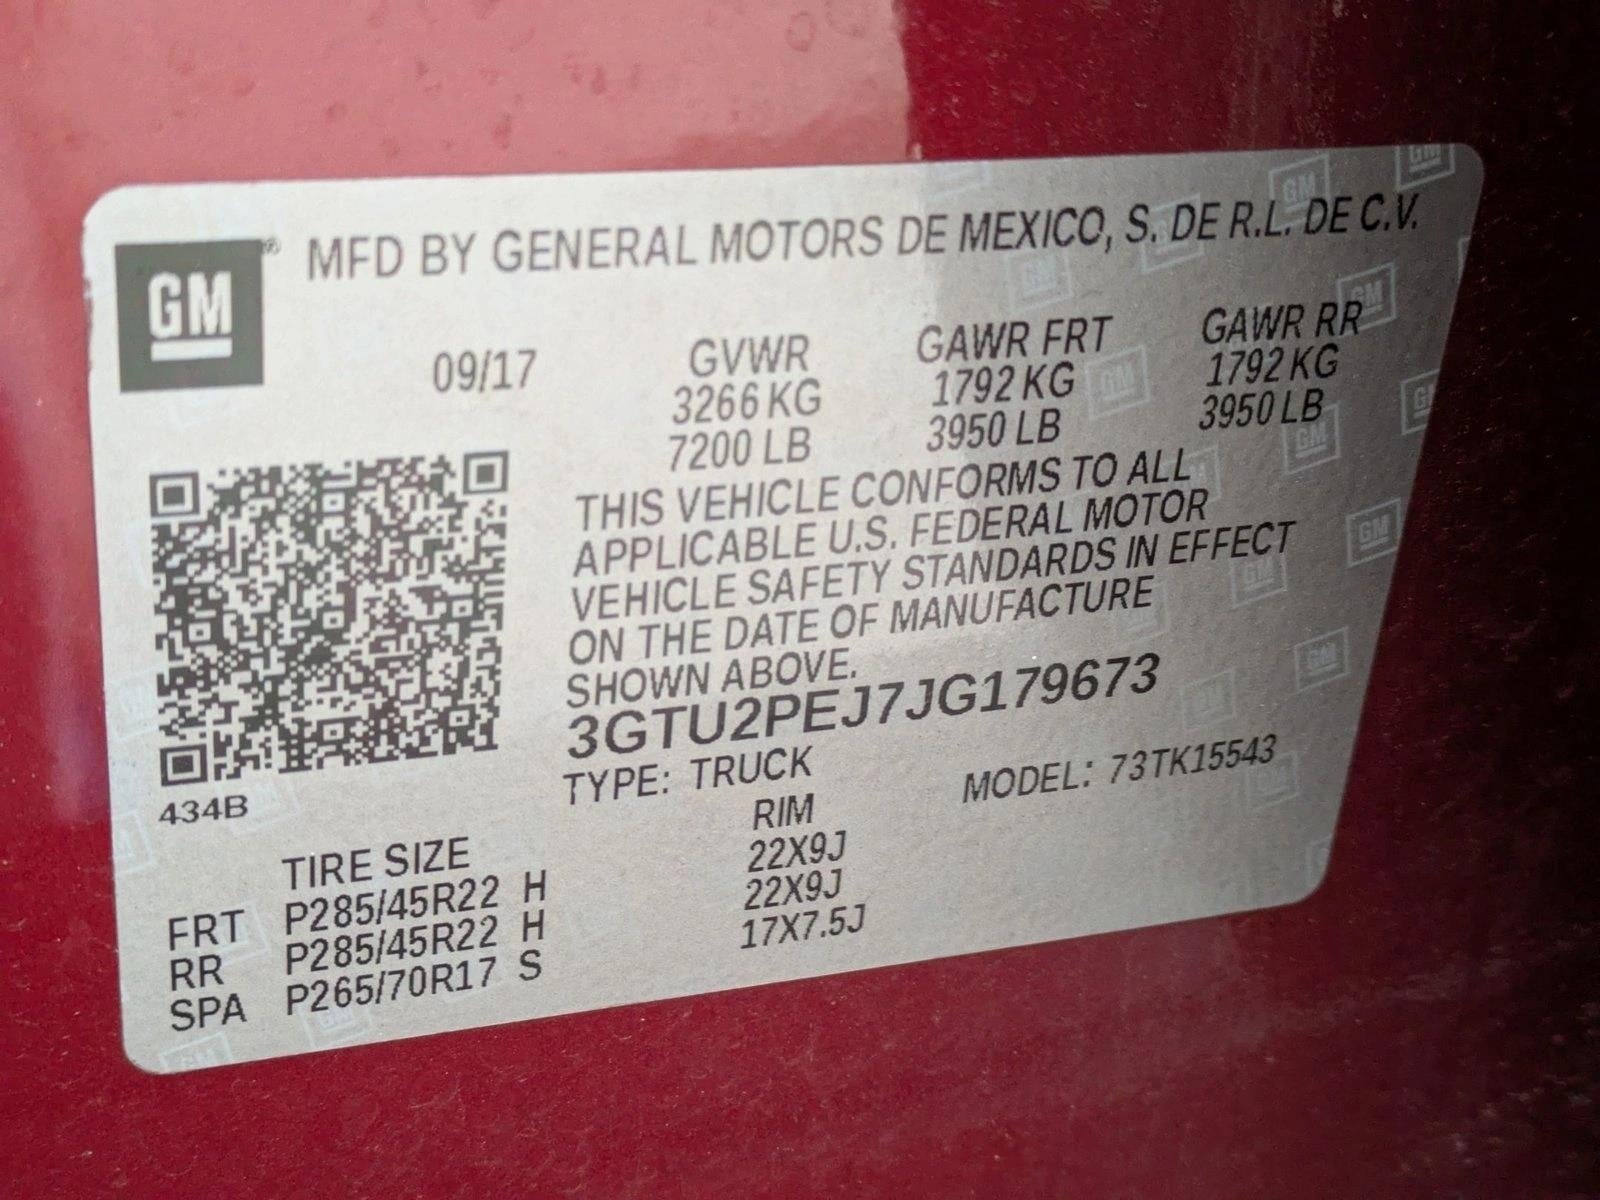 GM® MFD BY GENERAL MOTORS DE MEXICO, S. DE R.L. DE C.V.
09/17 GVWR GAWR FRT GAWR RR
3266 KG 1792 KG 1792 KG
7200 LB 3950 LB 3950 LB
THIS VEHICLE CONFORMS TO ALL
APPLICABLE U.S. FEDERAL MOTOR
VEHICLE SAFETY STANDARDS IN EFFECT
ON THE DATE OF MANUFACTURE
SHOWN ABOVE.
3GTU2PEJ7JG179673
434B
TYPE: TRUCK MODEL: 73TK15543
TIRE SIZE RIM
FRT P285/45R22 H 22X9J
RR P285/45R22 H 22X9J
SPA P265/70R17 S 17X7.5J